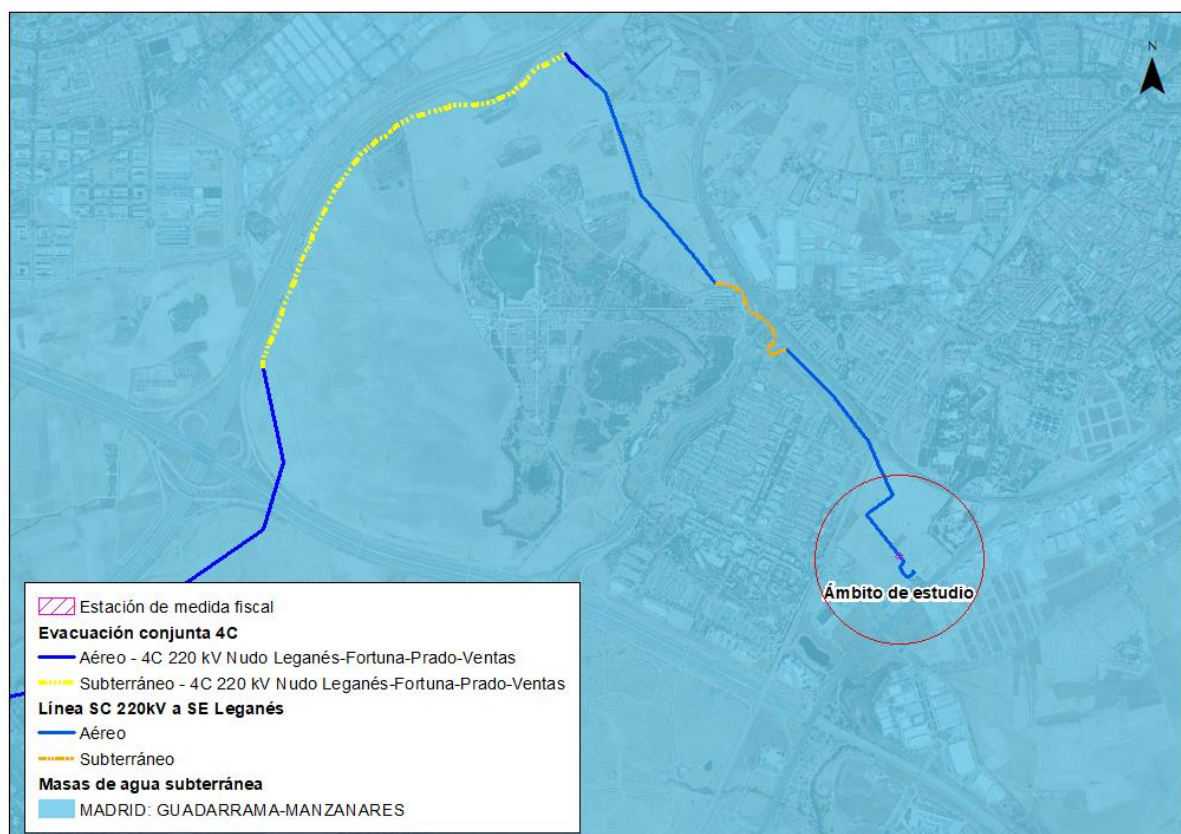 N
Ámbito de estudio
Estación de medida fiscal
Evacuación conjunta 4C
Aéreo - 4C 220 kV Nudo Leganés-Fortuna-Prado-Ventas
Subterráneo - 4C 220 kV Nudo Leganés-Fortuna-Prado-Ventas
Línea SC 220kV a SE Leganés
Aéreo
Subterráneo
Masas de agua subterránea
MADRID: GUADARRAMA-MANZANARES